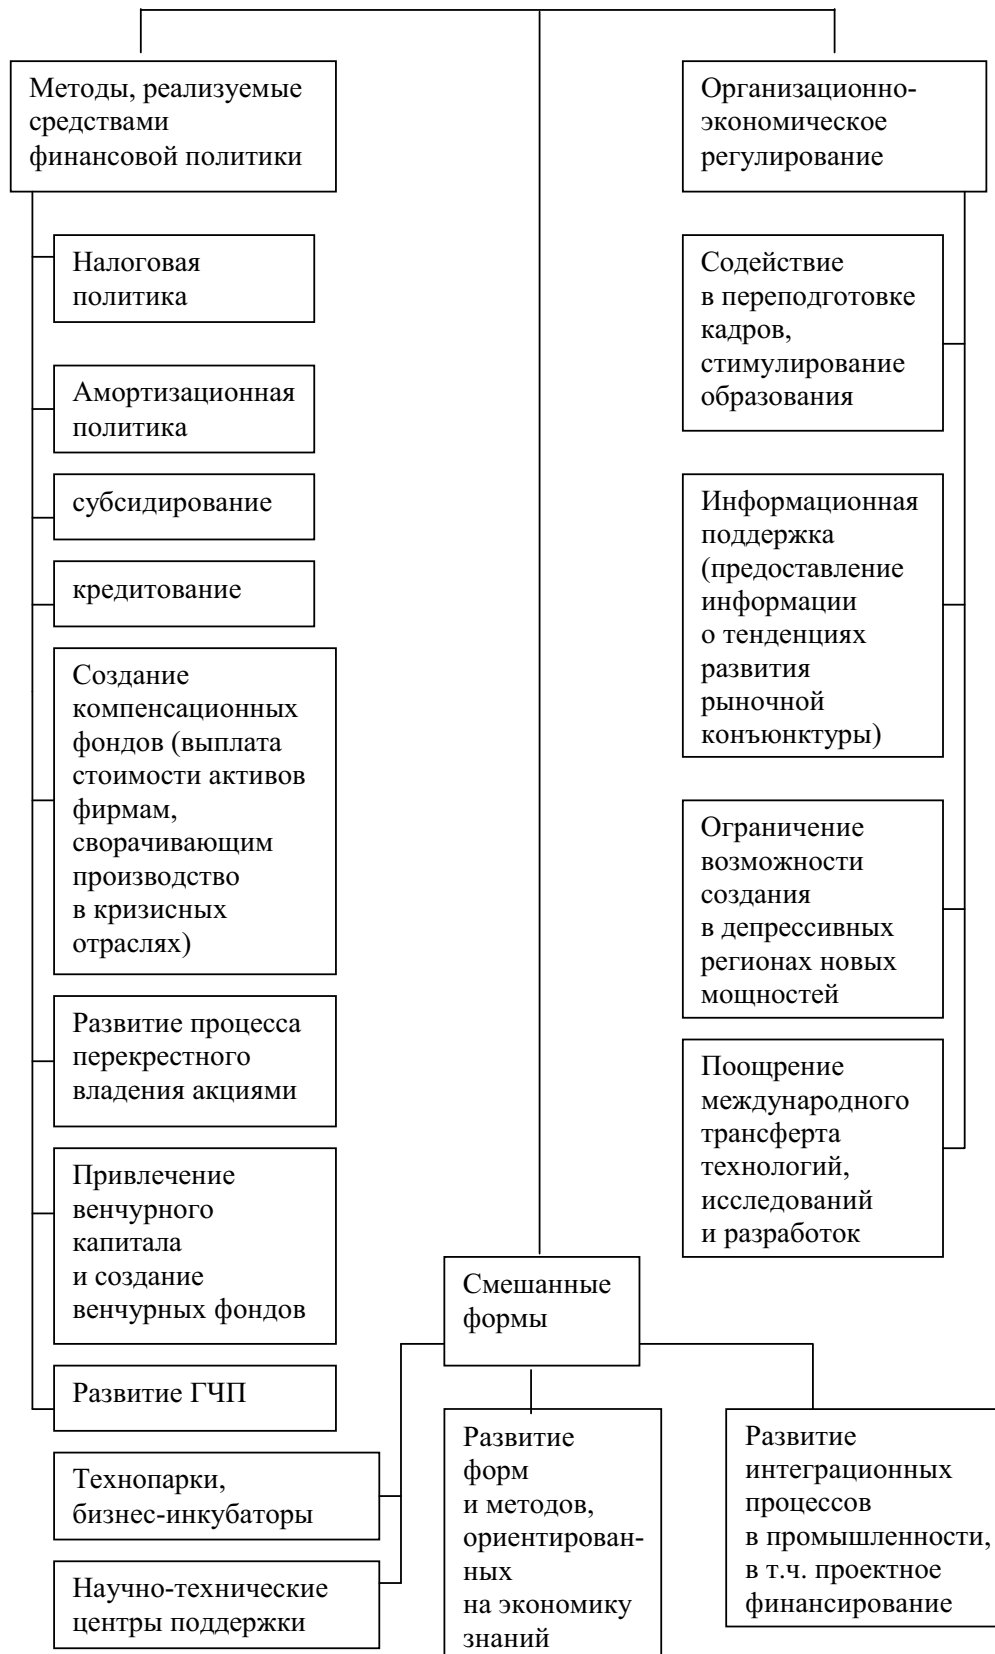 Методы, реализуемые
средствами
финансовой политики
Налоговая
политика
Амортизационная
политика
субсидирование
кредитование
Создание
компенсационных
фондов (выплата
стоимости активов
фирмам,
сворачивающим
производство
в кризисных
отраслях)
Развитие процесса
перекрестного
владения акциями
Привлечение
венчурного
капитала
и создание
венчурных фондов
Развитие ГЧП
Организационно-
экономическое
регулирование
Содействие
в переподготовке
кадров,
стимулирование
образования
Информационная
поддержка
(предоставление
информации
о тенденциях
развития
рыночной
конъюнктуры)
Ограничение
возможности
создания
в депрессивных
регионах новых
мощностей
Поощрение
международного
трансферта
технологий,
исследований
и разработок
Смешанные
формы
Технопарки,
бизнес-инкубаторы
Научно-технические
центры поддержки
Развитие
форм
и методов,
ориентирован-
ных
на экономику
знаний
Развитие
интеграционных
процессов
в промышленности,
в т.ч. проектное
финансирование